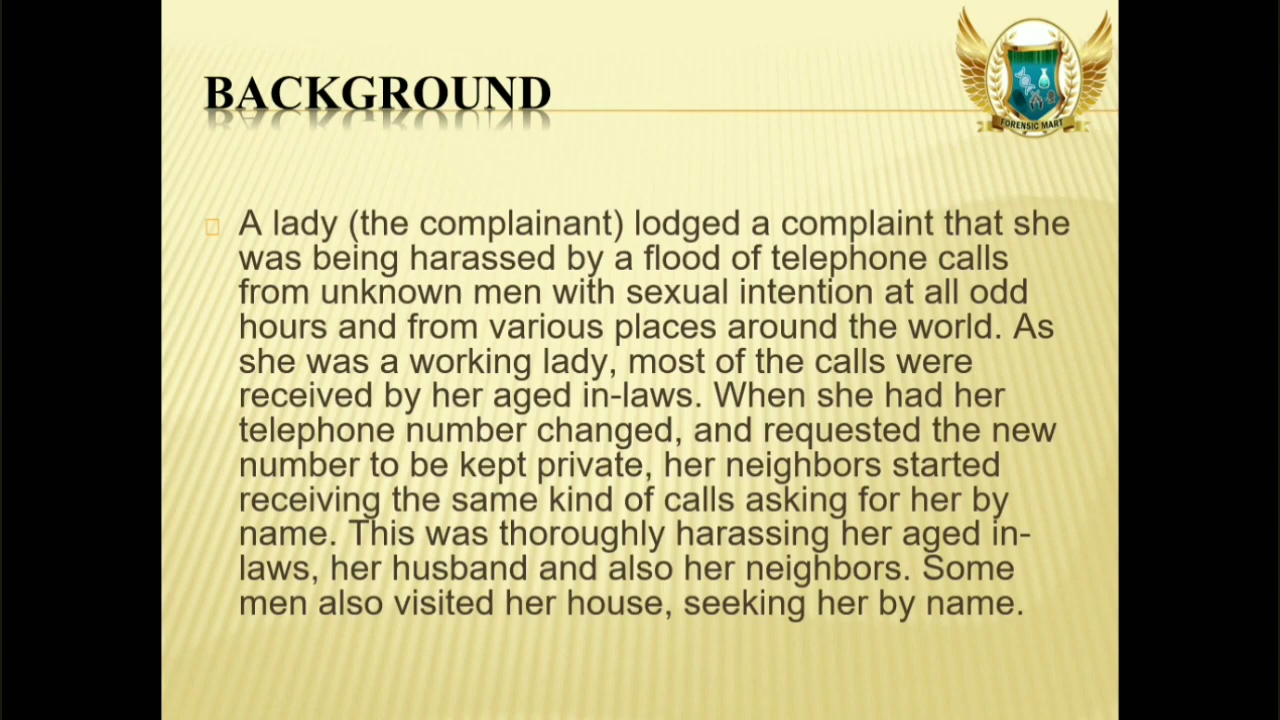 BACKGROUND
FORENSIC MART
A lady (the complainant) lodged a complaint that she
was being harassed by a flood of telephone calls
from unknown men with sexual intention at all odd
hours and from various places around the world. As
she was a working lady, most of the calls were
received by her aged in-laws. When she had her
telephone number changed, and requested the new
number to be kept private, her neighbors started
receiving the same kind of calls asking for her by
name. This was thoroughly harassing her aged in-
laws, her husband and also her neighbors. Some
men also visited her house, seeking her by name.